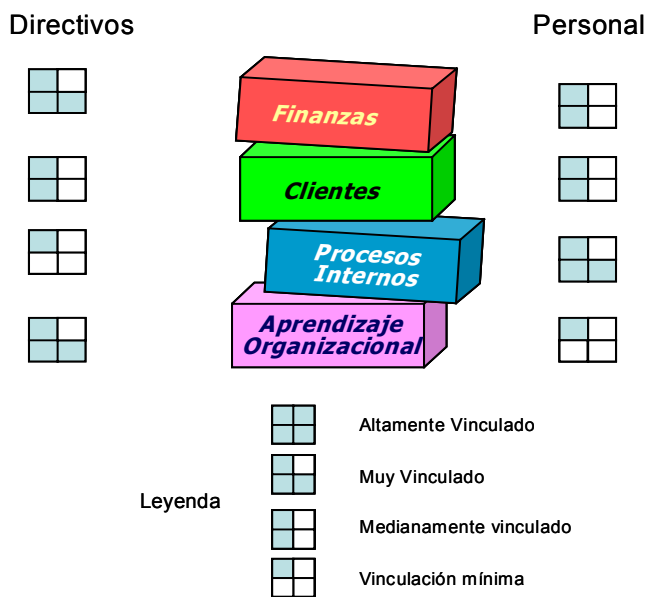 Directivos
Personal
Finanzas
Clientes
Procesos
Internos
Aprendizaje
Organizacional
Leyenda
Altamente Vinculado
Muy Vinculado
Medianamente vinculado
Vinculación mínima